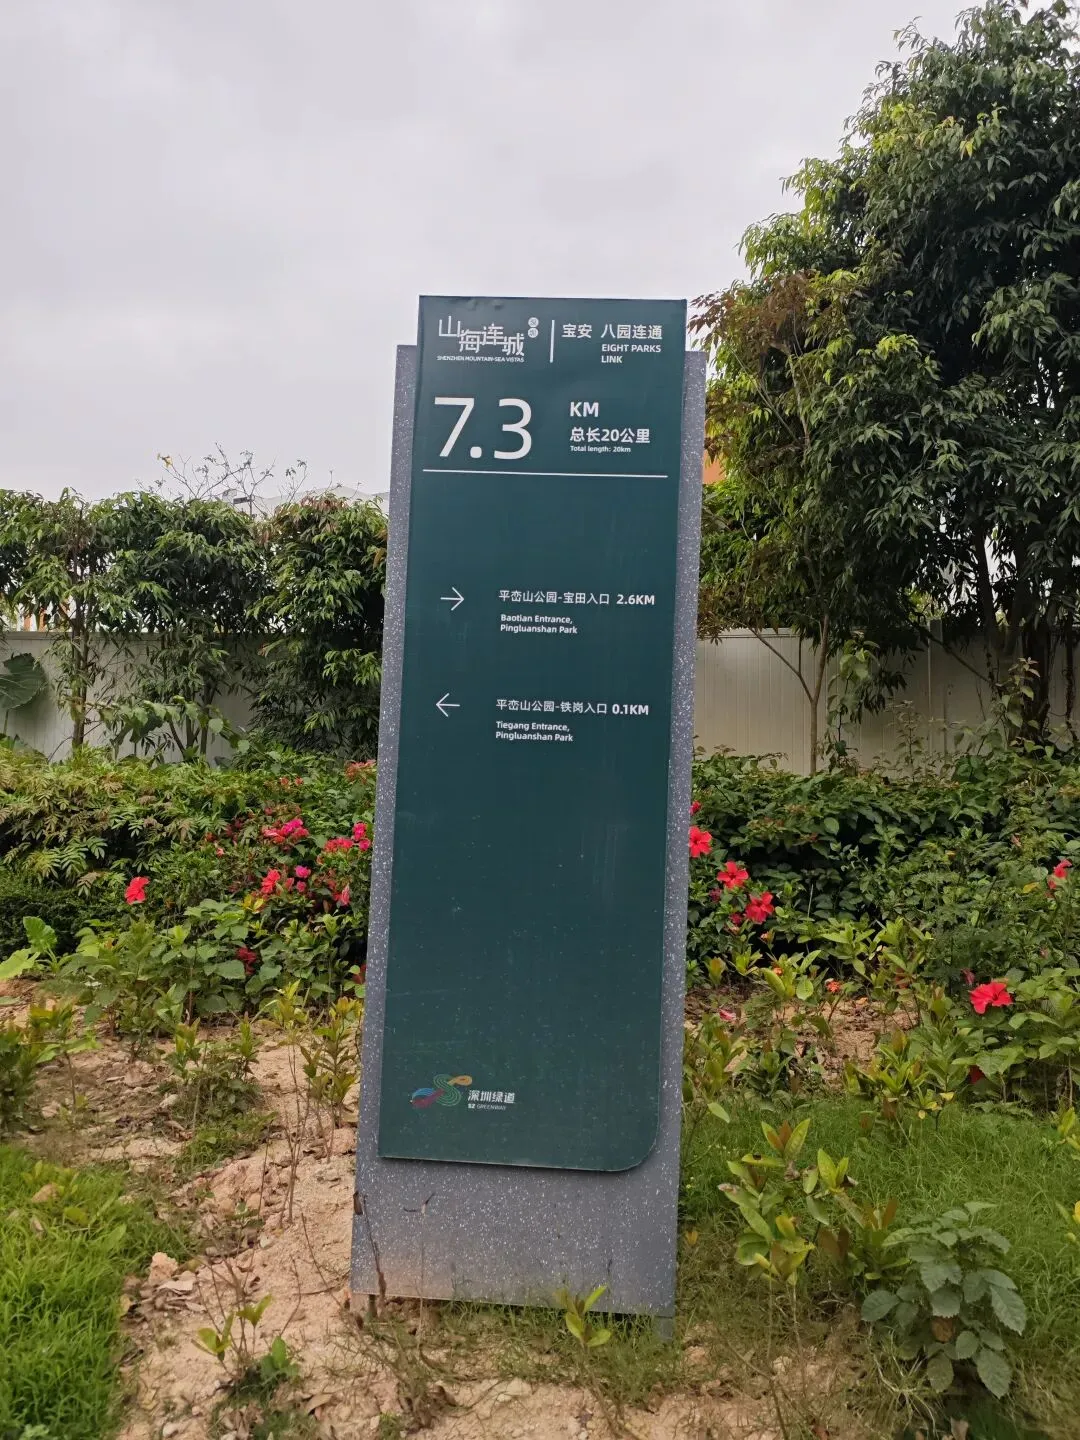 山海连城
SHENZHEN MOUNTAIN-SEA VISTAS
宝安 八园连通
EIGHT PARKS
LINK
7.3 KM
总长20公里
Total length: 20km
平峦山公园-宝田入口 2.6KM
Baotian Entrance,
Pingluanshan Park
平峦山公园-铁岗入口 0.1KM
Tiegang Entrance,
Pingluanshan Park
深圳绿道
SZ GREENWAY